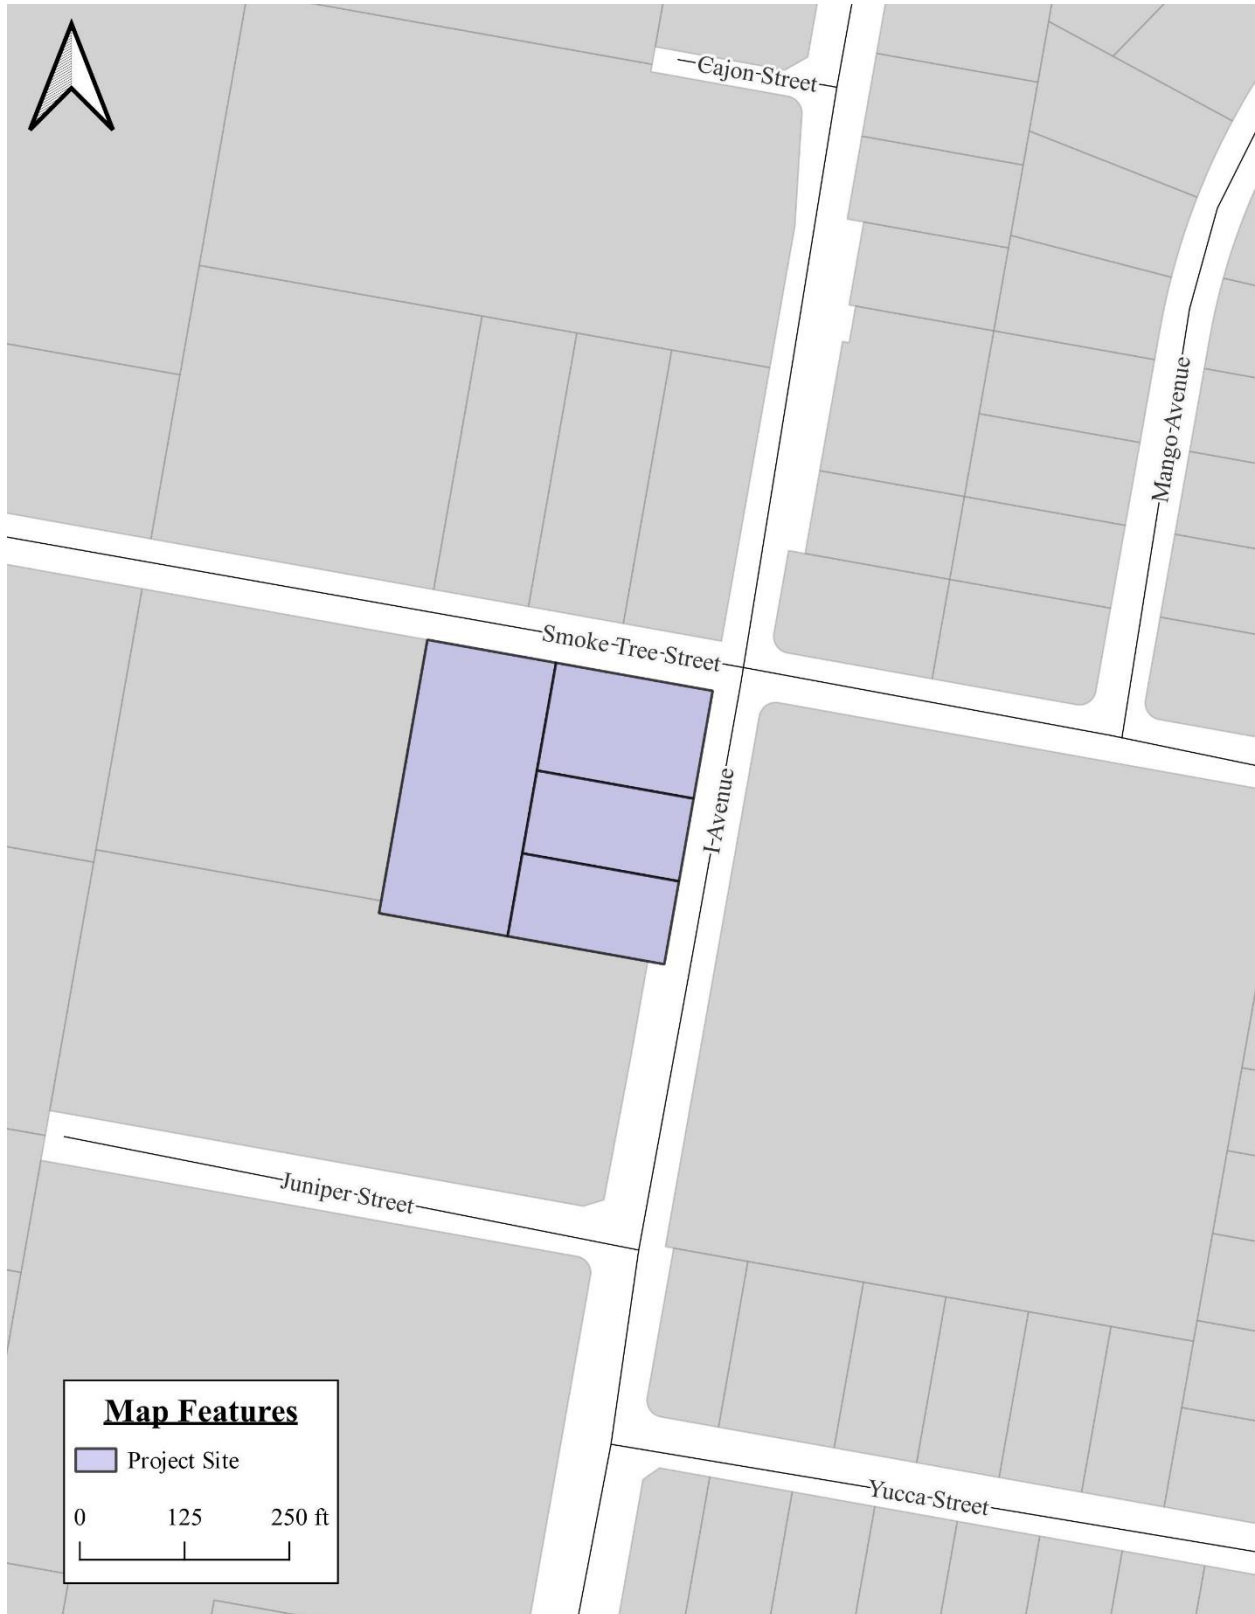 Cajon Street
Mango Avenue
Smoke Tree Street
I Avenue
Juniper Street
Yucca Street
Map Features
Project Site
0 125 250 ft